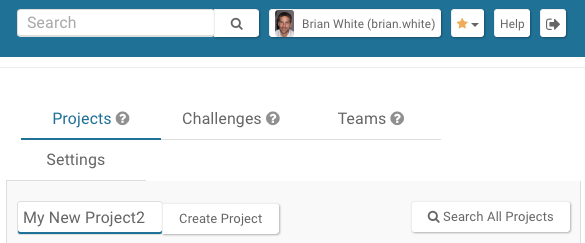 Search
Brian White (brian.white)
Help
Projects
Challenges
Teams
Settings
My New Project2
Create Project
Search All Projects